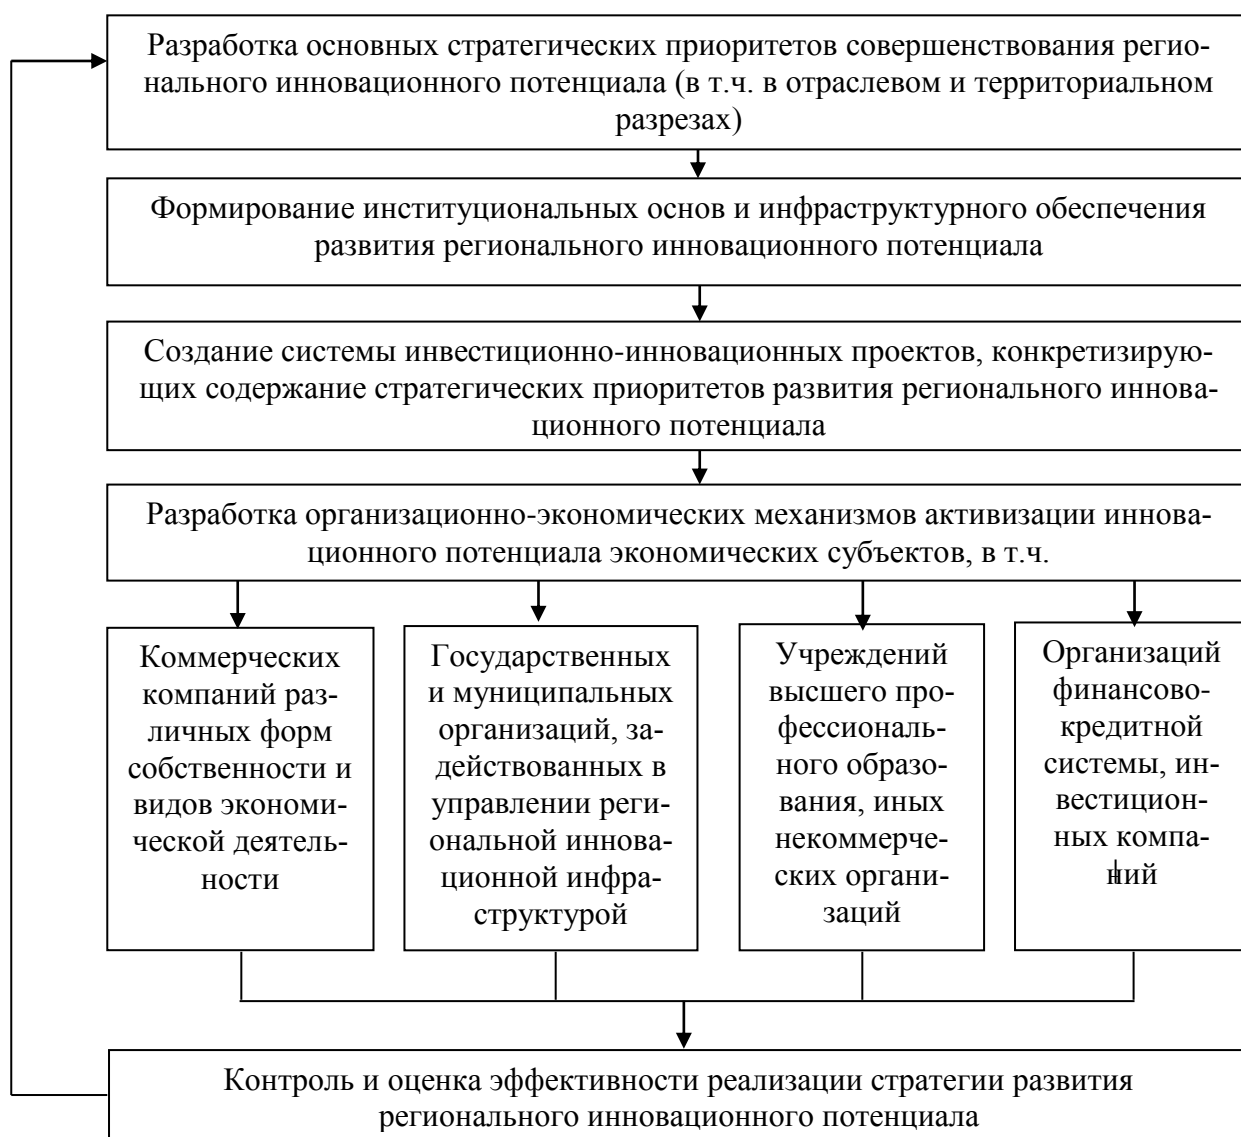 Разработка основных стратегических приоритетов совершенствования регио-
нального инновационного потенциала (в т.ч. в отраслевом и территориальном
разрезах)
Формирование институциональных основ и инфраструктурного обеспечения
развития регионального инновационного потенциала
Создание системы инвестиционно-инновационных проектов, конкретизирую-
щих содержание стратегических приоритетов развития регионального иннова-
ционного потенциала
Разработка организационно-экономических механизмов активизации иннова-
ционного потенциала экономических субъектов, в т.ч.
Коммерческих
компаний раз-
личных форм
собственности и
видов экономи-
ческой деятель-
ности
Государственных
и муниципальных
организаций, за-
действованных в
управлении реги-
ональной иннова-
ционной инфра-
структурой
Учреждений
высшего про-
фессиональ-
ного образо-
вания, иных
некоммерче-
ских органи-
заций
Организаций
финансово-
кредитной
системы, ин-
вестицион-
ных компа-
ний
Контроль и оценка эффективности реализации стратегии развития
регионального инновационного потенциала